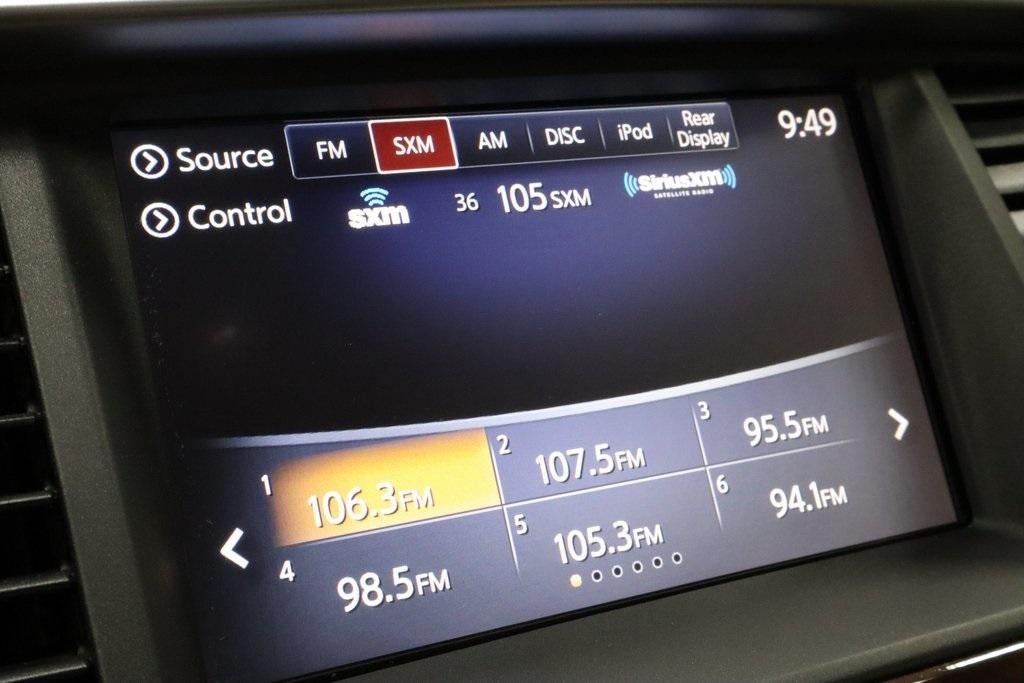 Source FM SXM AM DISC iPod Rear Display 9:49
Control sxm 36 105 SXM SiriusXM
SATELLITE RADIO
1 106.3FM 2 107.5FM 3 95.5FM
4 98.5FM 5 105.3FM 6 94.1FM